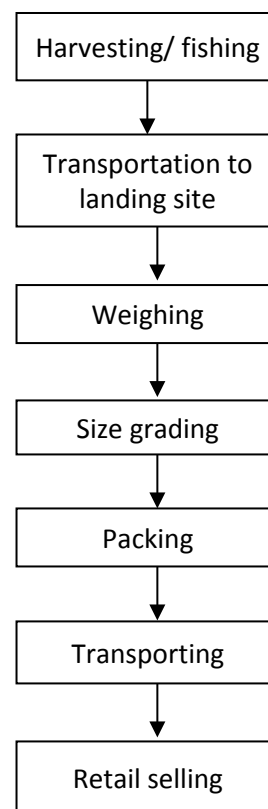 Harvesting/ fishing
Transportation to
landing site
Weighing
Size grading
Packing
Transporting
Retail selling